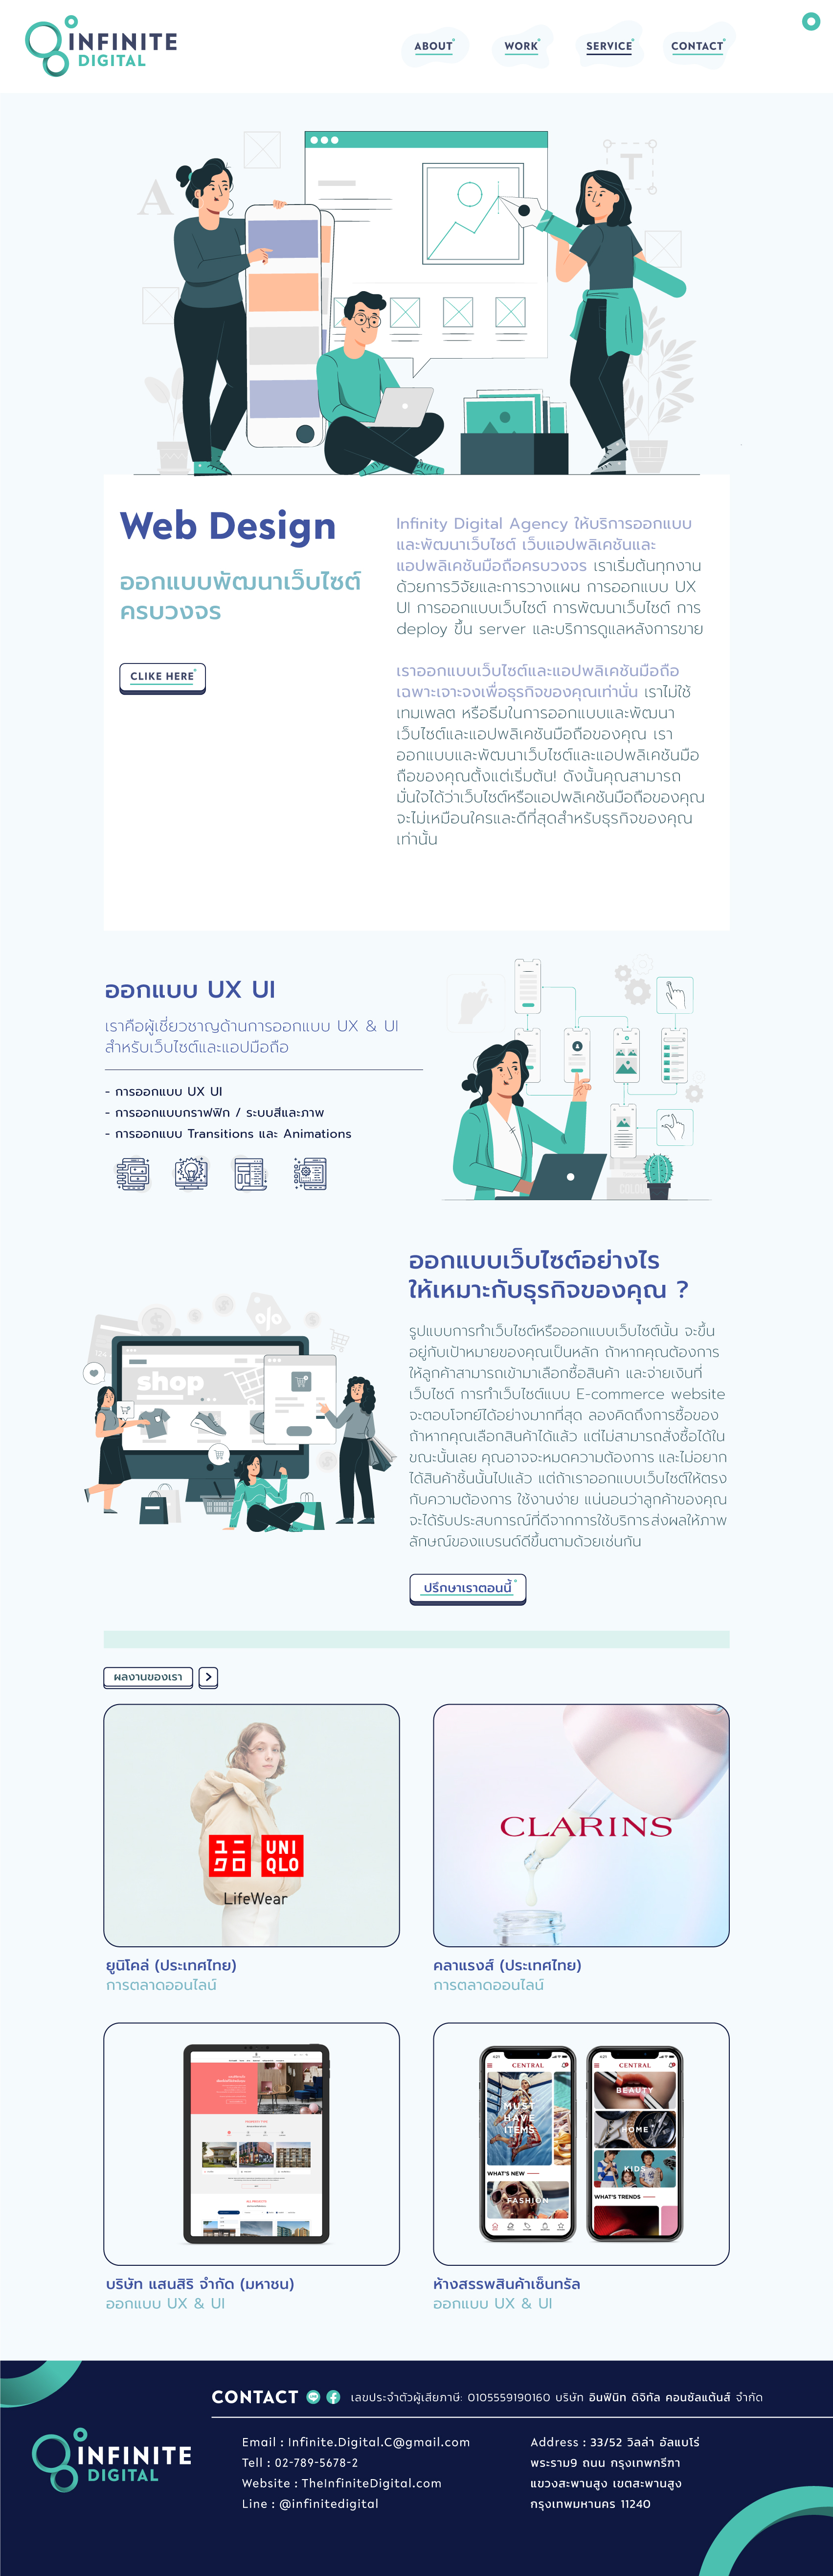 INFINITE
DIGITAL
ABOUT
WORK
SERVICE
CONTACT
A
T
Web Design
ออกแบบพัฒนาเว็บไซต์
ครบวงจร
CLIKE HERE
Infinity Digital Agency ให้บริการออกแบบ
และพัฒนาเว็บไซต์ เว็บแอปพลิเคชันและ
แอปพลิเคชันมือถือครบวงจร เราเริ่มต้นทุกงาน
ด้วยการวิจัยและการวางแผน การออกแบบ UX
UI การออกแบบเว็บไซต์ การพัฒนาเว็บไซต์ การ
deploy ขึ้น server และบริการดูแลหลังการขาย
เราออกแบบเว็บไซต์และแอปพลิเคชันมือถือ
เฉพาะเจาะจงเพื่อธุรกิจของคุณเท่านั่น เราไม่ใช้
เทมเพลต หรือธีมในการออกแบบและพัฒนา
เว็บไซต์และแอปพลิเคชันมือถือของคุณ เรา
ออกแบบและพัฒนาเว็บไซต์และแอปพลิเคชันมือ
ถือของคุณตั้งแต่เริ่มต้น! ดังนั้นคุณสามารถ
มั่นใจได้ว่าเว็บไซต์หรือแอปพลิเคชันมือถือของคุณ
จะไม่เหมือนใครและดีที่สุดสำหรับธุรกิจของคุณ
เท่านั้น
ออกแบบ UX UI
เราคือผู้เชี่ยวชาญด้านการออกแบบ UX & UI
สำหรับเว็บไซต์และแอปมือถือ
- การออกแบบ UX UI
- การออกแบบกราฟฟิก / ระบบสีและภาพ
- การออกแบบ Transitions และ Animations
ออกแบบเว็บไซต์อย่างไร
ให้เหมาะกับธุรกิจของคุณ ?
shop
%
รูปแบบการทำเว็บไซต์หรือออกแบบเว็บไซต์นั้น จะขึ้น
อยู่กับเป้าหมายของคุณเป็นหลัก ถ้าหากคุณต้องการ
ให้ลูกค้าสามารถเข้ามาเลือกซื้อสินค้า และจ่ายเงินที่
เว็บไซต์ การทำเว็บไซต์แบบ E-commerce website
จะตอบโจทย์ได้อย่างมากที่สุด ลองคิดถึงการซื้อของ
ถ้าหากคุณเลือกสินค้าได้แล้ว แต่ไม่สามารถสั่งซื้อได้ใน
ขณะนั้นเลย คุณอาจจะหมดความต้องการ และไม่อยาก
ได้สินค้าชิ้นนั้นไปแล้ว แต่ถ้าเราออกแบบเว็บไซต์ให้ตรง
กับความต้องการ ใช้งานง่าย แน่นอนว่าลูกค้าของคุณ
จะได้รับประสบการณ์ที่ดีจากการใช้บริการส่งผลให้ภาพ
ลักษณ์ของแบรนด์ดีขึ้นตามด้วยเช่นกัน
ปรึกษาเราตอนนี้
ผลงานของเรา
ユニ
クロ
UNI
QLO
LifeWear
CLARINS
ยูนิโคล่ (ประเทศไทย)
การตลาดออนไลน์
คลาแรงส์ (ประเทศไทย)
การตลาดออนไลน์
CENTRAL
MUST
HAVE
ITEMS
WHAT'S NEW
FASHION
CENTRAL
BEAUTY
HOME
KIDS
WHAT'S TRENDS
บริษัท แสนสิริ จำกัด (มหาชน)
ออกแบบ UX & UI
ห้างสรรพสินค้าเซ็นทรัล
ออกแบบ UX & UI
CONTACT
เลขประจำตัวผู้เสียภาษี: 0105559190160 บริษัท อินฟินิท ดิจิทัล คอนซัลแต้นส์ จำกัด
INFINITE
DIGITAL
Email : Infinite.Digital.C@gmail.com
Tell : 02-789-5678-2
Website : TheInfiniteDigital.com
Line : @infinitedigital
Address : 33/52 วิลล่า อัลแบโร่
พระราม9 ถนน กรุงเทพกรีฑา
แขวงสะพานสูง เขตสะพานสูง
กรุงเทพมหานคร 11240